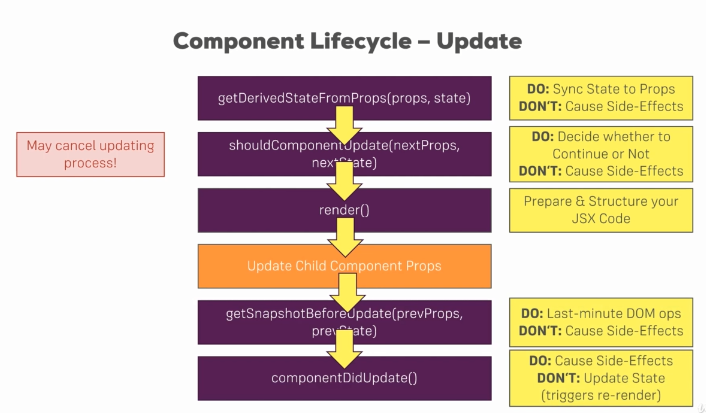 Component Lifecycle – Update
getDerivedStateFromProps(props, state)
DO: Sync State to Props
DON'T: Cause Side-Effects
May cancel updating
process!
shouldComponentUpdate(nextProps,
nextState)
DO: Decide whether to
Continue or Not
DON'T: Cause Side-Effects
render()
Prepare & Structure your
JSX Code
Update Child Component Props
getSnapshotBeforeUpdate(prevProps,
prevState)
DO: Last-minute DOM ops
DON'T: Cause Side-Effects
componentDidUpdate()
DO: Cause Side-Effects
DON'T: Update State
(triggers re-render)